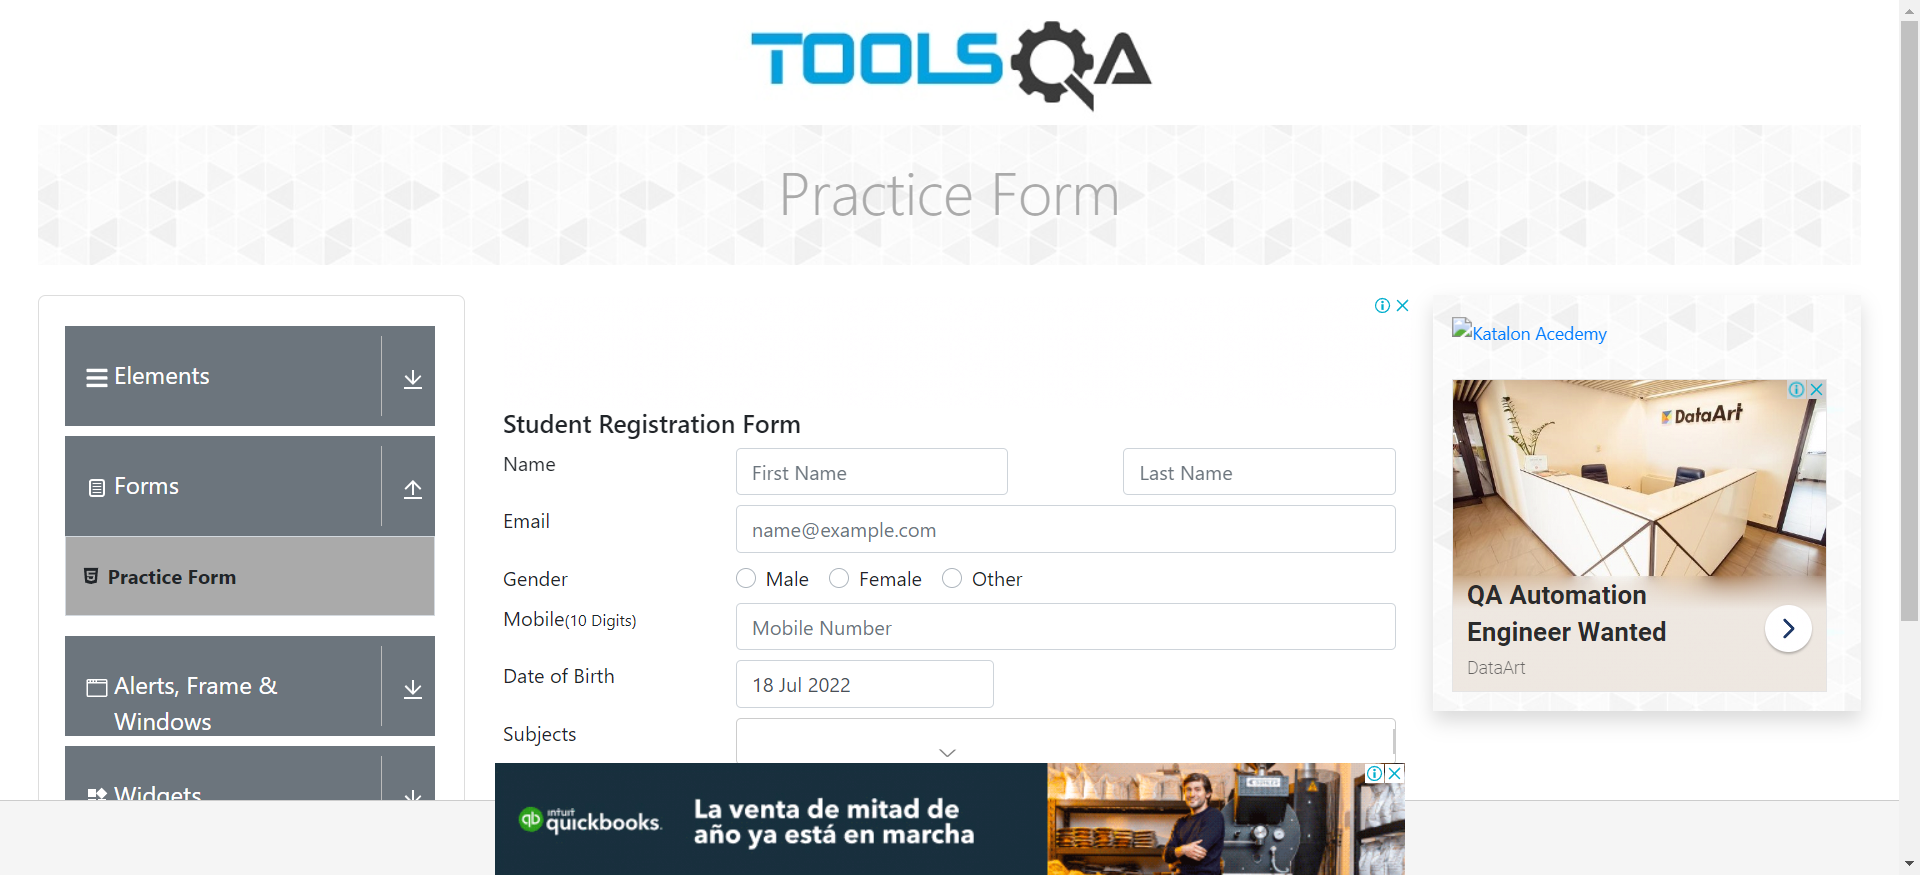 TOOLSQA
Practice Form
Elements
Forms
Practice Form
Alerts, Frame &
Windows
Widgets
Student Registration Form
Name
First Name
Last Name
Email
name@example.com
Gender
Male
Female
Other
Mobile(10 Digits)
Mobile Number
Date of Birth
18 Jul 2022
Subjects
Katalon Acedemy
DataArt
QA Automation
Engineer Wanted
DataArt
intuit
quickbooks.
La venta de mitad de
año ya está en marcha